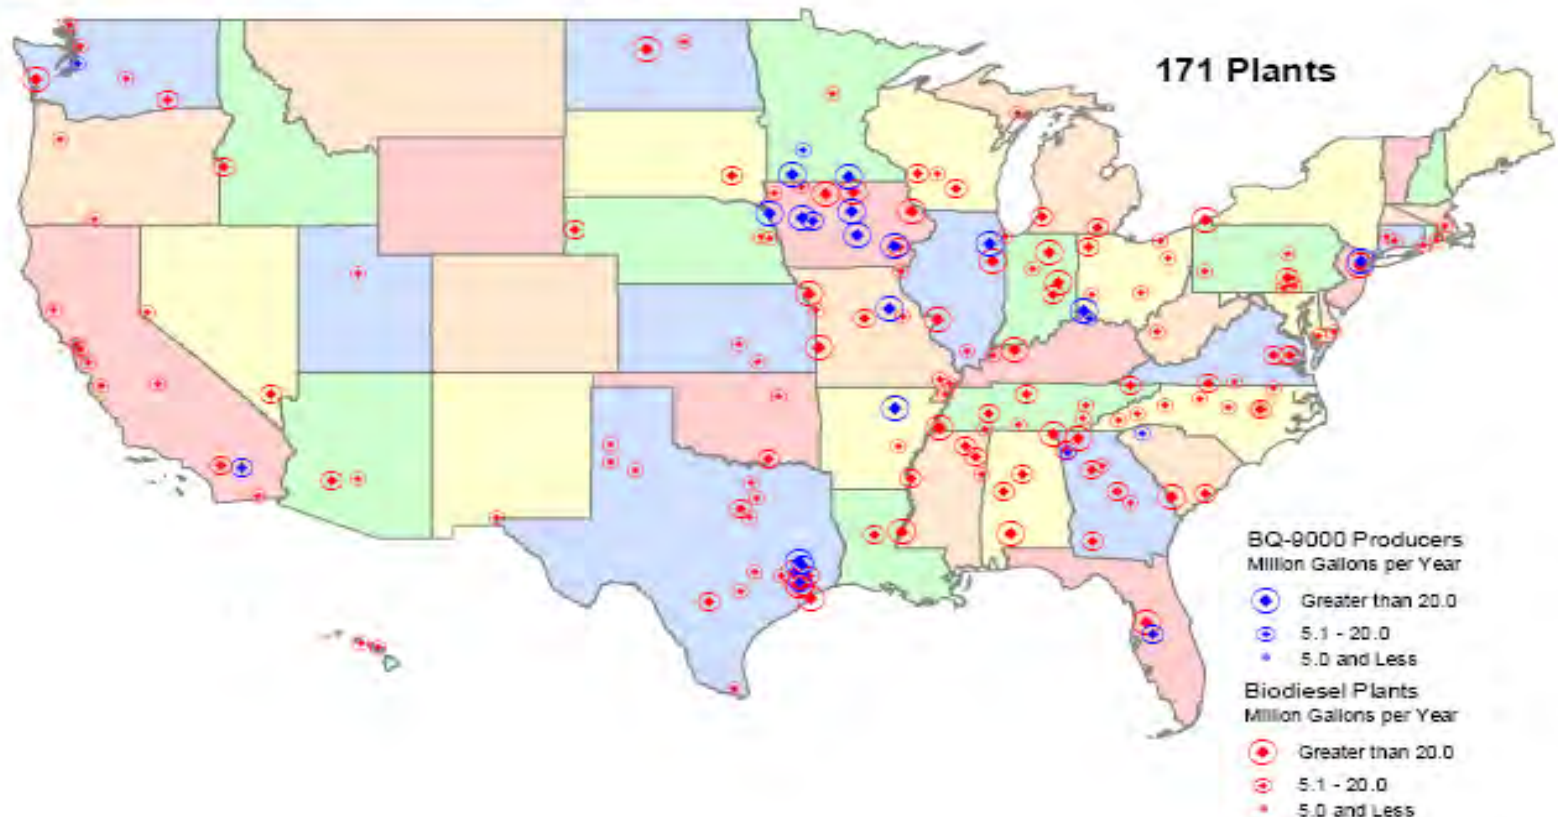 171 Plants
BQ-9000 Producers
Million Gallons per Year
Greater than 20.0
5.1 - 20.0
5.0 and Less
Biodiesel Plants
Million Gallons per Year
Greater than 20.0
5.1 - 20.0
5.0 and Less